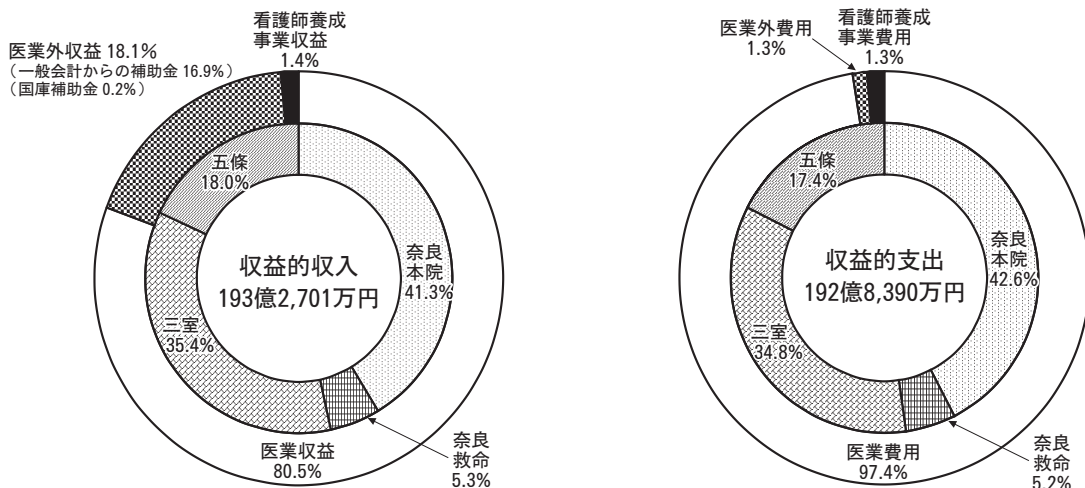 医業外収益 18.1%
（一般会計からの補助金 16.9%）
（国庫補助金 0.2%）
看護師養成
事業収益
1.4%
五條
18.0%
奈良
本院
41.3%
収益的収入
193億2,701万円
三室
35.4%
医業収益
80.5%
奈良
救命
5.3%
医業外費用
1.3%
看護師養成
事業費用
1.3%
五條
17.4%
奈良
本院
42.6%
収益的支出
192億8,390万円
三室
34.8%
医業費用
97.4%
奈良
救命
5.2%